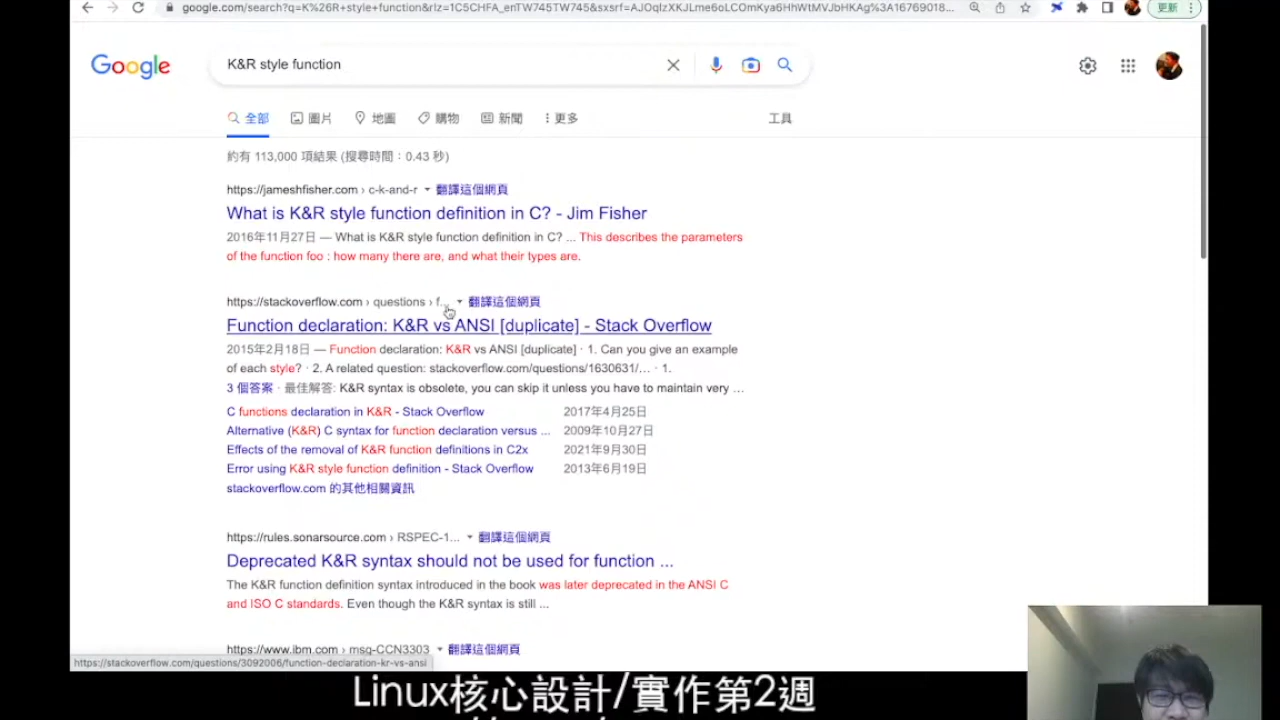 google.com/search?q=K%26R+style+function&rlz=1C5CHFA_enTW745TW745&sxsrf=AJOqlzXKJLme6oLCOmKya6HhWtMVJbHKAg%3A16769018...
更新
Google
K&R style function
全部
圖片
地圖
購物
新聞
更多
工具
約有 113,000 項結果 (搜尋時間：0.43 秒)
https://jameshfisher.com › c-k-and-r 翻譯這個網頁
What is K&R style function definition in C? - Jim Fisher
2016年11月27日 — What is K&R style function definition in C? ... This describes the parameters
of the function foo : how many there are, and what their types are.
https://stackoverflow.com › questions › f... 翻譯這個網頁
Function declaration: K&R vs ANSI [duplicate] - Stack Overflow
2015年2月18日 — Function declaration: K&R vs ANSI [duplicate] · 1. Can you give an example
of each style? · 2. A related question: stackoverflow.com/questions/1630631/... · 1.
3 個答案 · 最佳解答: K&R syntax is obsolete, you can skip it unless you have to maintain very ...
C functions declaration in K&R - Stack Overflow 2017年4月25日
Alternative (K&R) C syntax for function declaration versus ... 2009年10月27日
Effects of the removal of K&R function definitions in C2x 2021年9月30日
Error using K&R style function definition - Stack Overflow 2013年6月19日
stackoverflow.com 的其他相關資訊
https://rules.sonarsource.com › RSPEC-1... 翻譯這個網頁
Deprecated K&R syntax should not be used for function ...
The K&R function definition syntax introduced in the book was later deprecated in the ANSI C
and ISO C standards. Even though the K&R syntax is still ...
https://www.ibm.com › msg-CCN3303 翻譯這個網頁
https://stackoverflow.com/questions/3092006/function-declaration-kr-vs-ansi
Linux核心設計/實作第2週